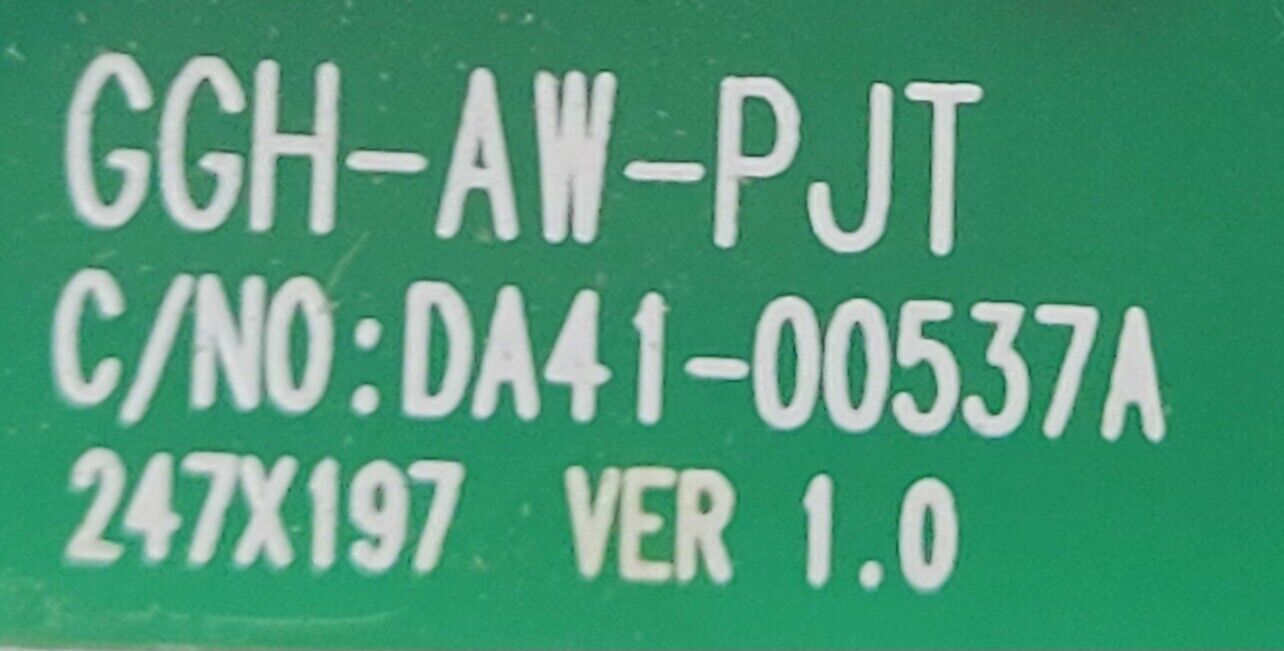 GGH-AW-PJT
C/NO:DA41-00537A
247X197 VER 1.0